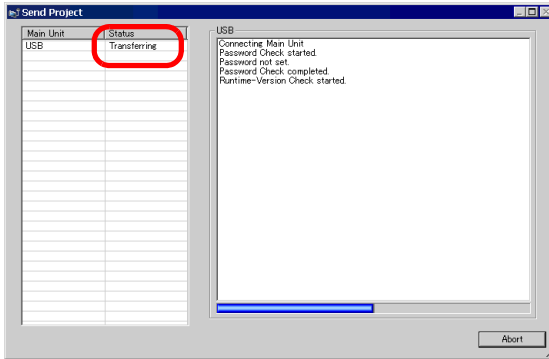 Send Project
Main Unit Status
USB Transferring
USB
Connecting Main Unit
Password Check started.
Password not set.
Password Check completed.
Runtime-Version Check started.
Abort